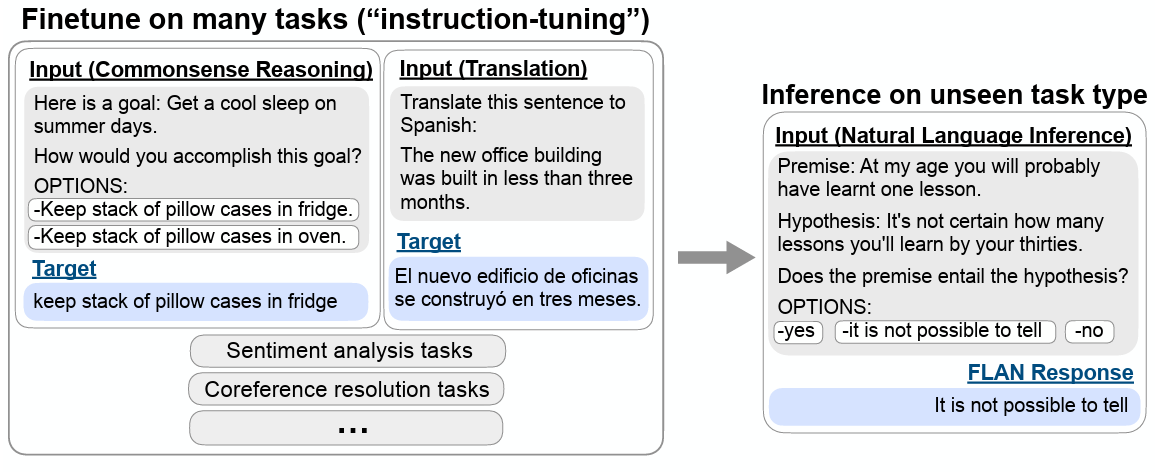 Finetune on many tasks (“instruction-tuning”)
Input (Commonsense Reasoning)
Here is a goal: Get a cool sleep on
summer days.
How would you accomplish this goal?
OPTIONS:
-Keep stack of pillow cases in fridge.
-Keep stack of pillow cases in oven.
Target
keep stack of pillow cases in fridge
Input (Translation)
Translate this sentence to
Spanish:
The new office building
was built in less than three
months.
Target
El nuevo edificio de oficinas
se construyó en tres meses.
Sentiment analysis tasks
Coreference resolution tasks
...
Inference on unseen task type
Input (Natural Language Inference)
Premise: At my age you will probably
have learnt one lesson.
Hypothesis: It's not certain how many
lessons you'll learn by your thirties.
Does the premise entail the hypothesis?
OPTIONS:
-yes
-it is not possible to tell
-no
FLAN Response
It is not possible to tell